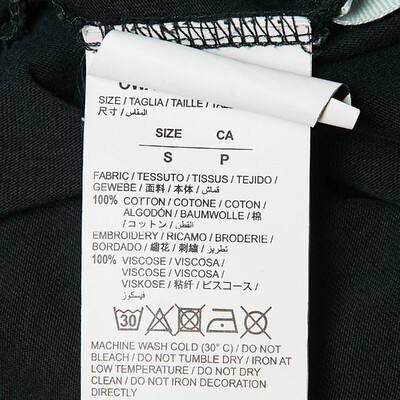 SIZE / TAGLIA / TAILLE /
尺寸 / المقاس /
SIZE CA
S P
FABRIC / TESSUTO / TISSUS / TEJIDO /
GEWEBE / 面料 / 本体 / قماش /
100% COTTON / COTONE / COTON /
ALGODÓN / BAUMWOLLE / 棉
/ コットン / القطن /
EMBROIDERY / RICAMO / BRODERIE /
BORDADO / 繡花 / 刺繍 / تطريز /
100% VISCOSE / VISCOSA /
VISCOSE / VISCOSA /
VISKOSE / 粘纤 / ビスコース /
فيسكوز /
30
MACHINE WASH COLD (30° C) / DO NOT
BLEACH / DO NOT TUMBLE DRY / IRON AT
LOW TEMPERATURE / DO NOT DRY
CLEAN / DO NOT IRON DECORATION
DIRECTLY